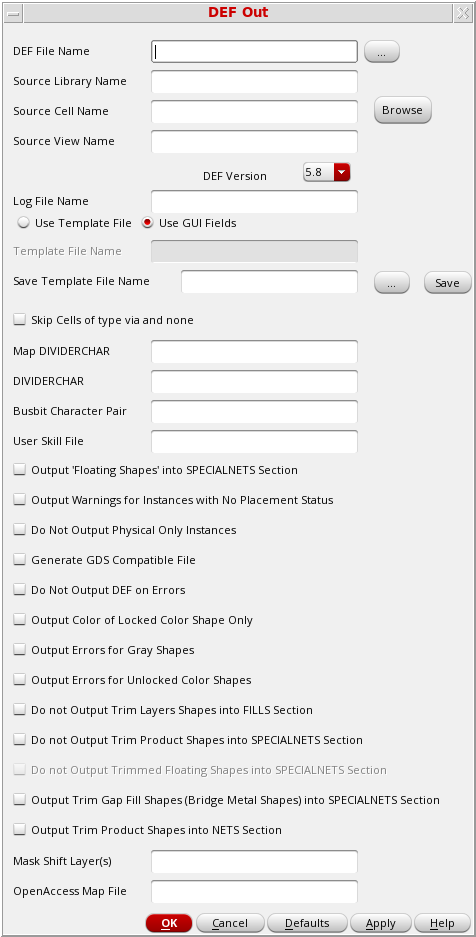 DEF Out
DEF File Name ...
Source Library Name
Source Cell Name Browse
Source View Name
DEF Version 5.8
Log File Name
Use Template File Use GUI Fields
Template File Name
Save Template File Name ... Save
Skip Cells of type via and none
Map DIVIDERCHAR
DIVIDERCHAR
Busbit Character Pair
User Skill File
Output 'Floating Shapes' into SPECIALNETS Section
Output Warnings for Instances with No Placement Status
Do Not Output Physical Only Instances
Generate GDS Compatible File
Do Not Output DEF on Errors
Output Color of Locked Color Shape Only
Output Errors for Gray Shapes
Output Errors for Unlocked Color Shapes
Do not Output Trim Layers Shapes into FILLS Section
Do not Output Trim Product Shapes into SPECIALNETS Section
Do not Output Trimmed Floating Shapes into SPECIALNETS Section
Output Trim Gap Fill Shapes (Bridge Metal Shapes) into SPECIALNETS Section
Output Trim Product Shapes into NETS Section
Mask Shift Layer(s)
OpenAccess Map File
OK Cancel Defaults Apply Help